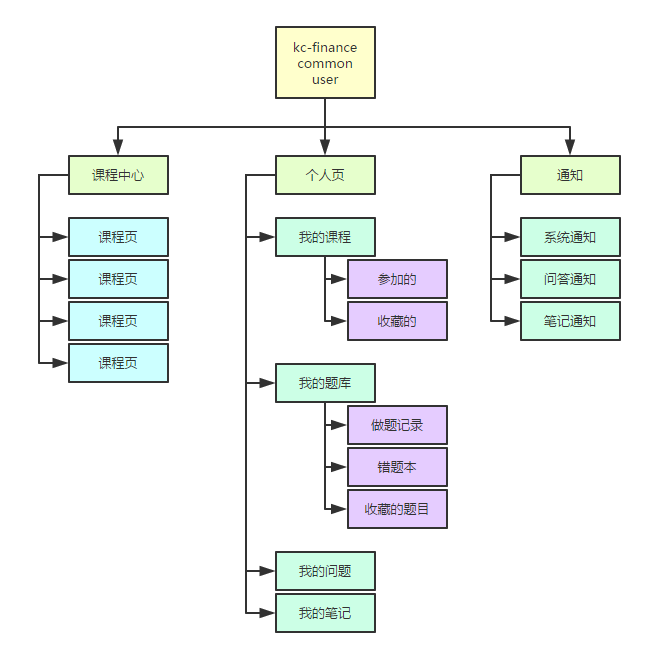 kc-finance
common
user
课程中心
课程页
课程页
课程页
课程页
个人页
我的课程
参加的
收藏的
我的题库
做题记录
错题本
收藏的题目
我的问题
我的笔记
通知
系统通知
问答通知
笔记通知